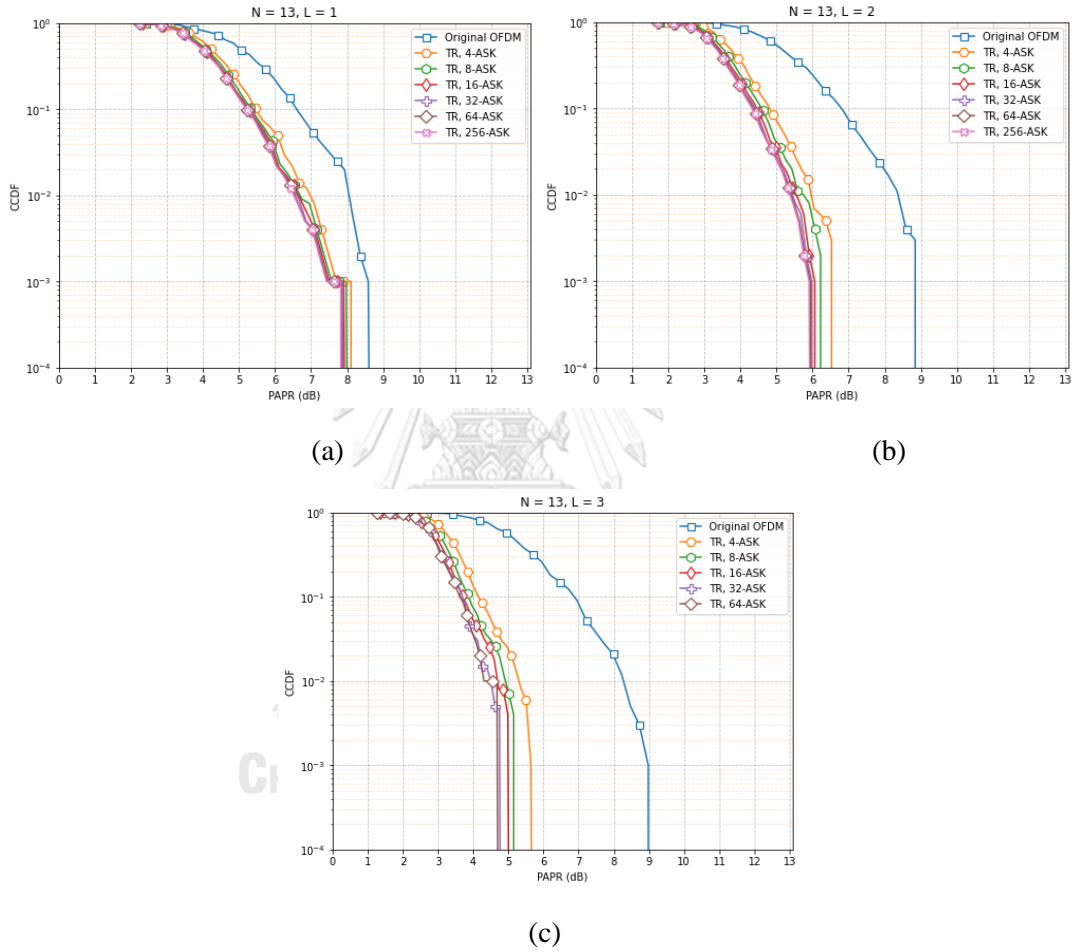 N = 13, L = 1
CCDF
10⁰
10⁻¹
10⁻²
10⁻³
10⁻⁴
Original OFDM
TR, 4-ASK
TR, 8-ASK
TR, 16-ASK
TR, 32-ASK
TR, 64-ASK
TR, 256-ASK
0 1 2 3 4 5 6 7 8 9 10 11 12 13
PAPR (dB)
(a)
N = 13, L = 2
CCDF
10⁰
10⁻¹
10⁻²
10⁻³
10⁻⁴
Original OFDM
TR, 4-ASK
TR, 8-ASK
TR, 16-ASK
TR, 32-ASK
TR, 64-ASK
TR, 256-ASK
0 1 2 3 4 5 6 7 8 9 10 11 12 13
PAPR (dB)
(b)
N = 13, L = 3
CCDF
10⁰
10⁻¹
10⁻²
10⁻³
10⁻⁴
Original OFDM
TR, 4-ASK
TR, 8-ASK
TR, 16-ASK
TR, 32-ASK
TR, 64-ASK
0 1 2 3 4 5 6 7 8 9 10 11 12 13
PAPR (dB)
(c)